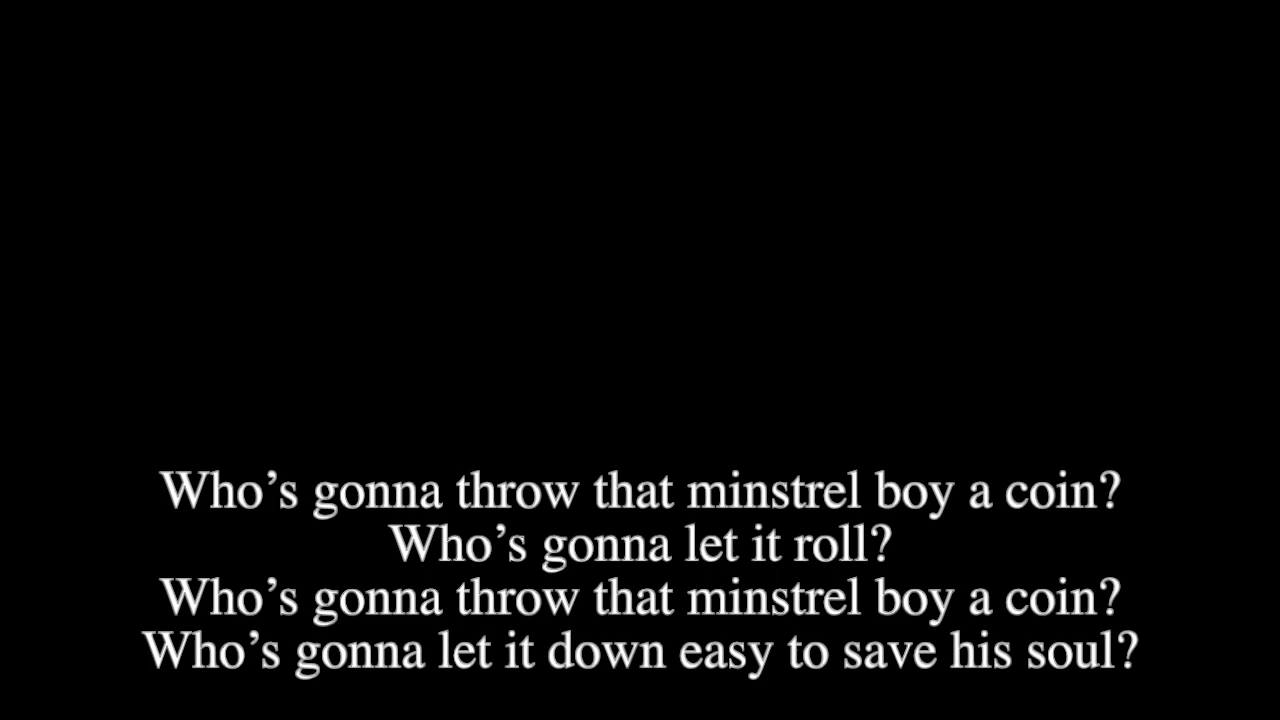 Who’s gonna throw that minstrel boy a coin?
Who’s gonna let it roll?
Who’s gonna throw that minstrel boy a coin?
Who’s gonna let it down easy to save his soul?